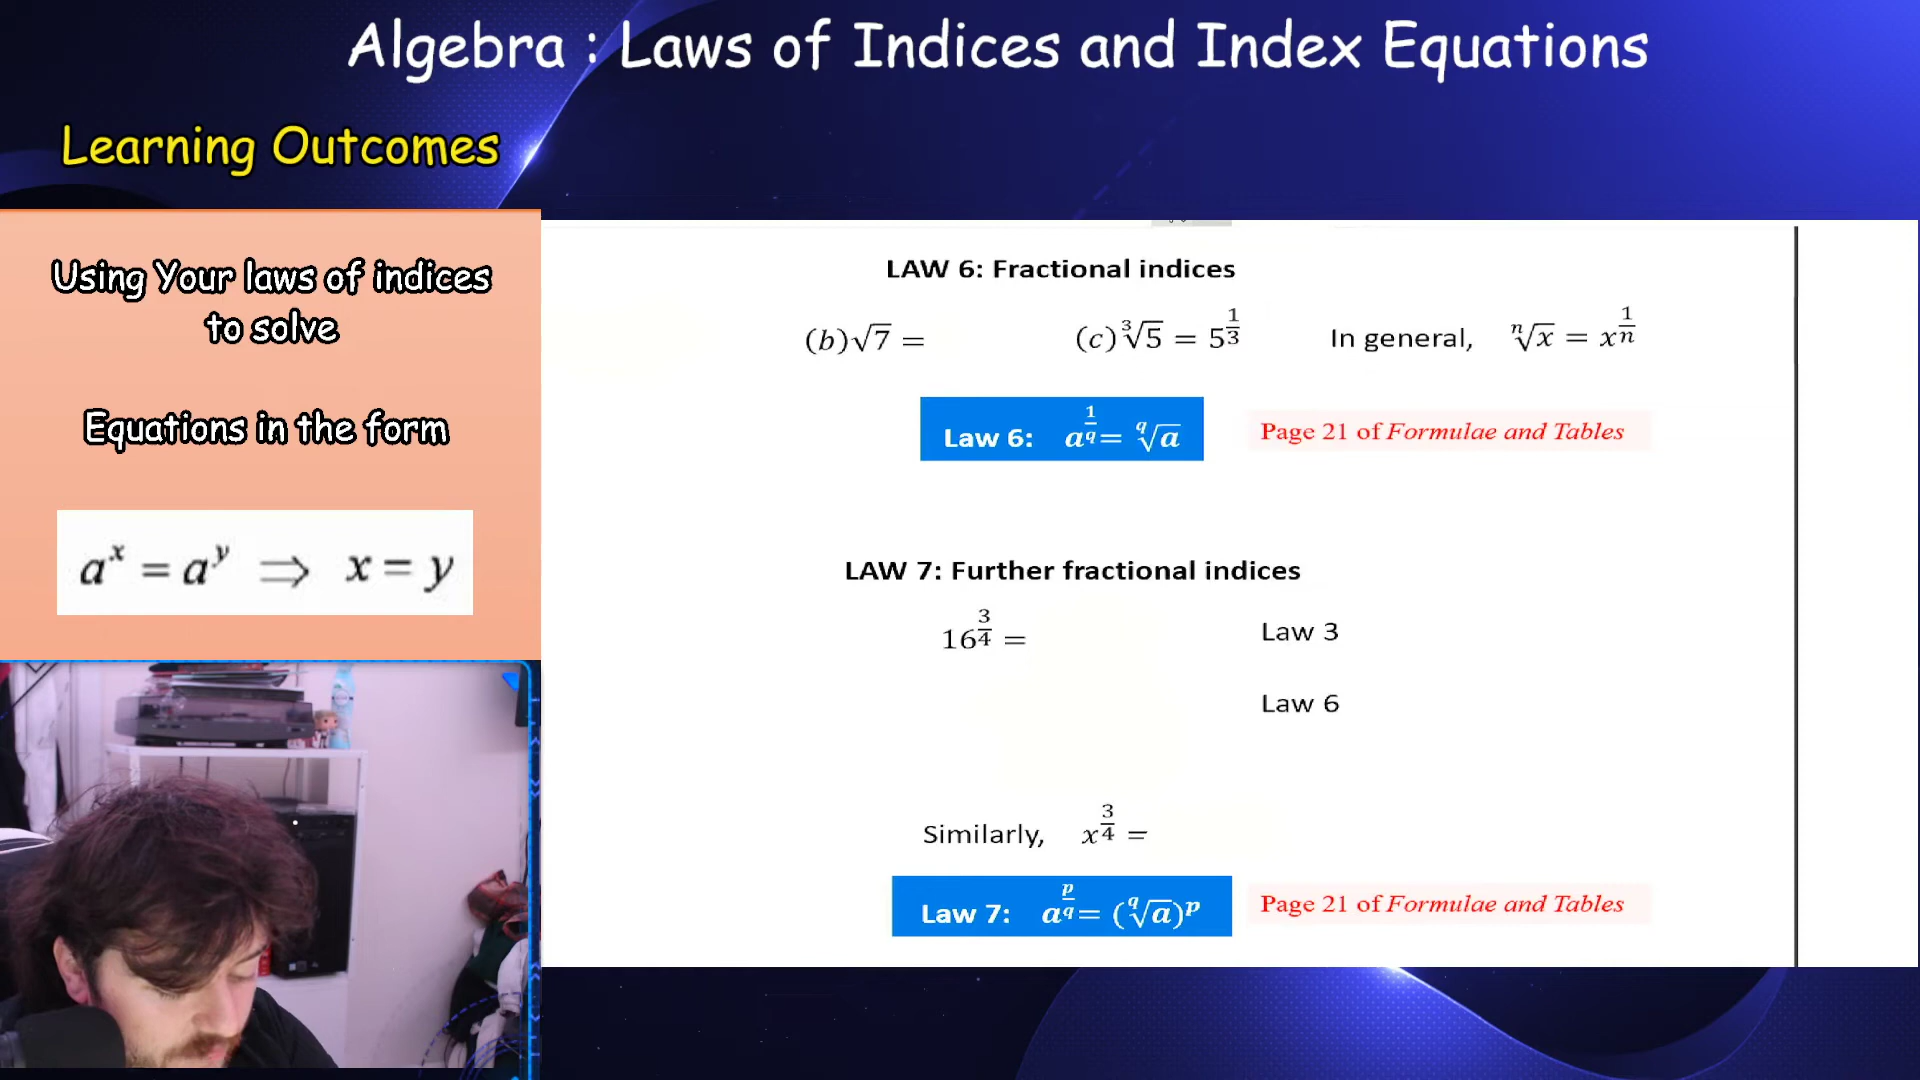 Algebra : Laws of Indices and Index Equations
Learning Outcomes
Using Your laws of indices
to solve
Equations in the form
a^x = a^y ⇒ x = y
LAW 6: Fractional indices
(b)√7 =
(c)∛5 = 5^(1/3)
In general, ⁿ√x = x^(1/n)
Law 6: a^(1/q) = ^q√a
Page 21 of Formulae and Tables
LAW 7: Further fractional indices
16^(3/4) =
Law 3
Law 6
Similarly, x^(3/4) =
Law 7: a^(p/q) = (^q√a)^p
Page 21 of Formulae and Tables